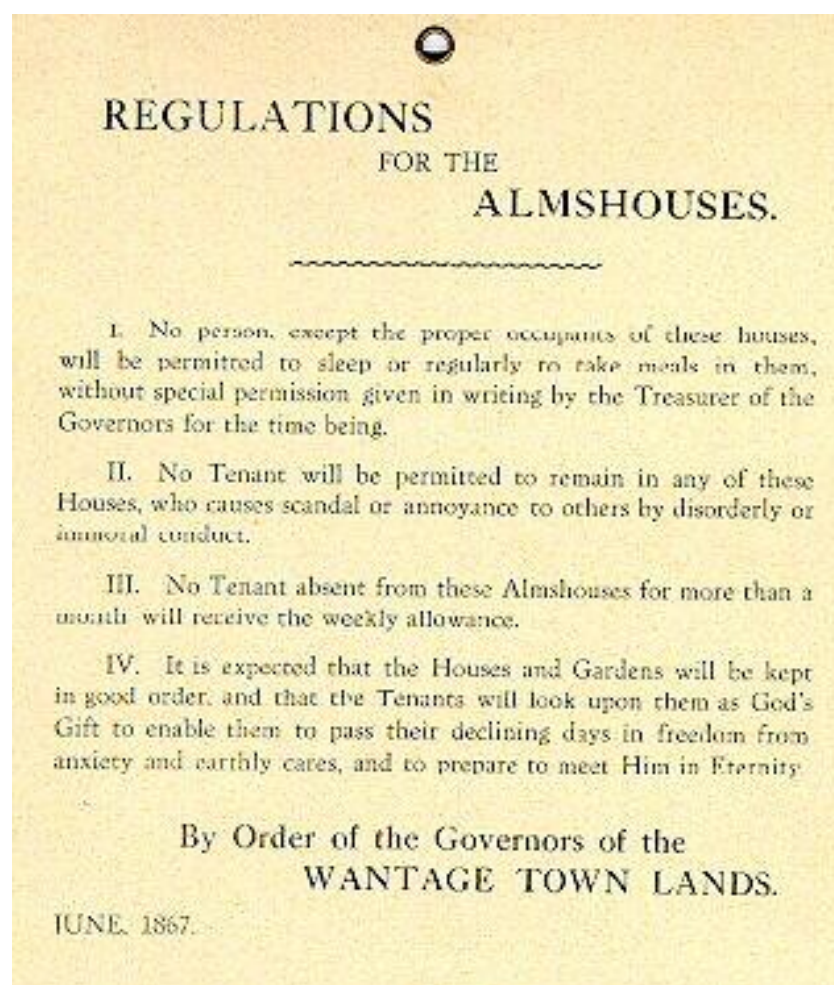 REGULATIONS
FOR THE
ALMSHOUSES.
I. No person, except the proper occupants of these houses,
will be permitted to sleep or regularly to take meals in them,
without special permission given in writing by the Treasurer of the
Governors for the time being.
II. No Tenant will be permitted to remain in any of these
Houses, who causes scandal or annoyance to others by disorderly or
immoral conduct.
III. No Tenant absent from these Almshouses for more than a
month will receive the weekly allowance.
IV. It is expected that the Houses and Gardens will be kept
in good order, and that the Tenants will look upon them as God's
Gift to enable them to pass their declining days in freedom from
anxiety and earthly cares, and to prepare to meet Him in Eternity
By Order of the Governors of the
WANTAGE TOWN LANDS.
JUNE, 1867.